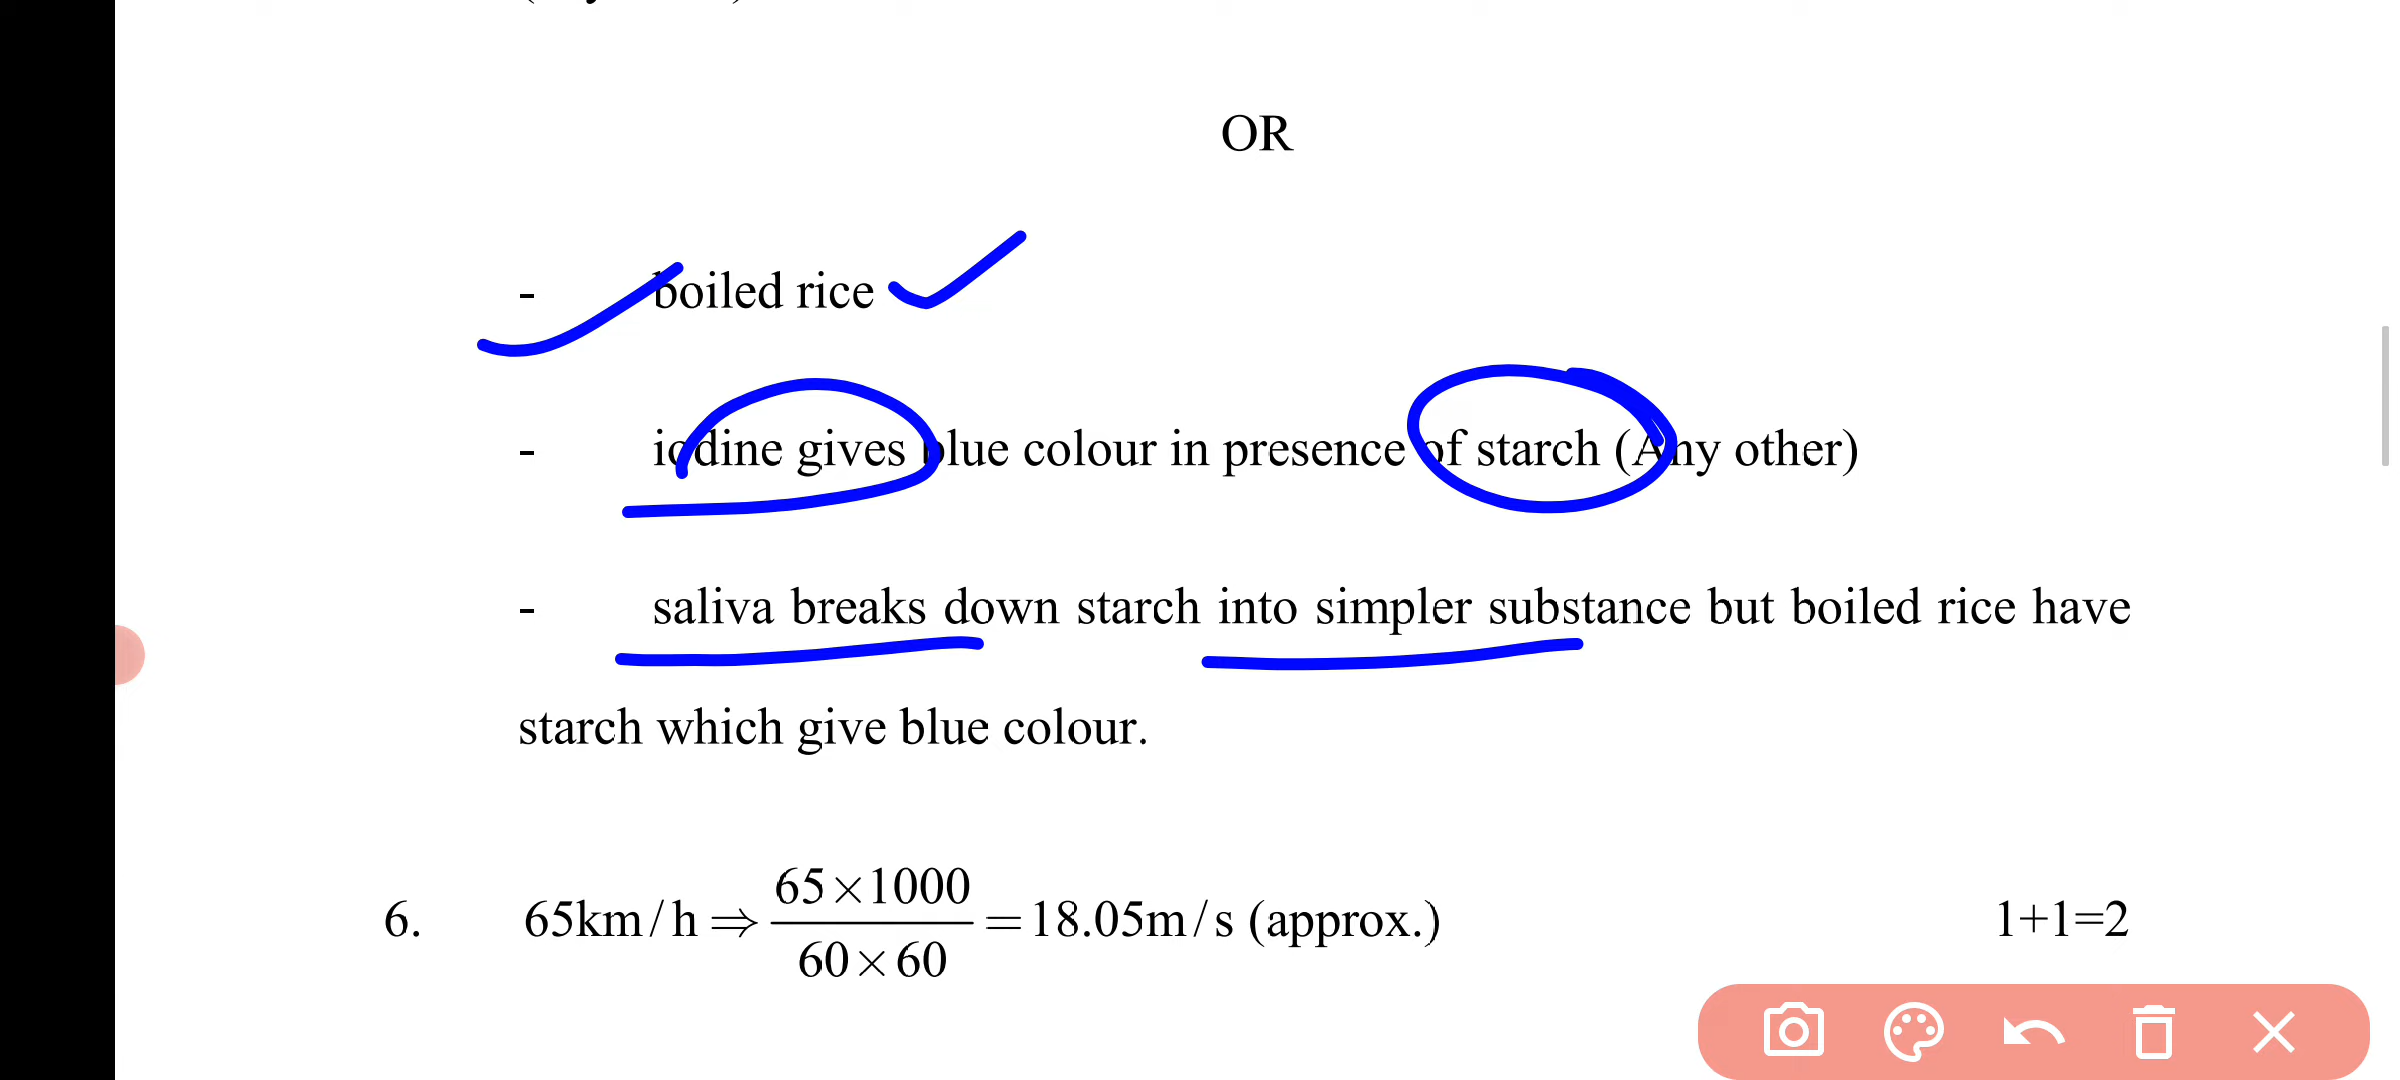 OR
- boiled rice
- iodine gives blue colour in presence of starch (Any other)
- saliva breaks down starch into simpler substance but boiled rice have
starch which give blue colour.
6. 65km/h ⇒ 65×1000/60×60 = 18.05m/s (approx.) 1+1=2